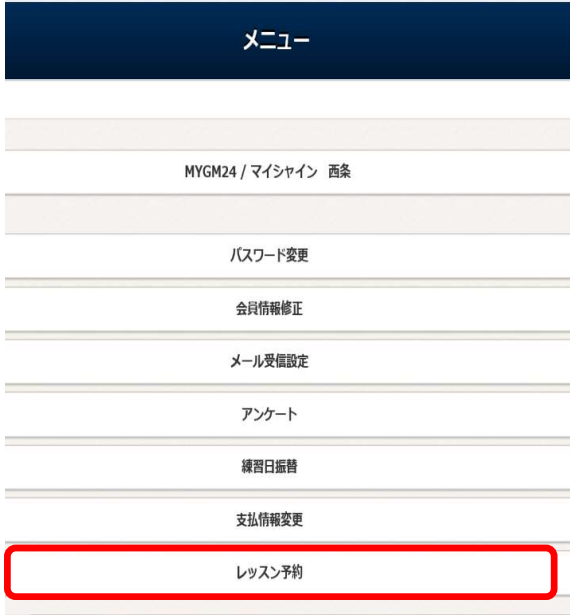 メニュー
MYGM24 / マイシャイン 西条
パスワード変更
会員情報修正
メール受信設定
アンケート
練習日振替
支払情報変更
レッスン予約